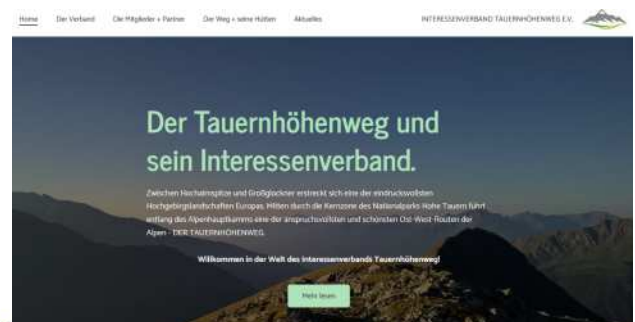 Home Der Verband Die Mitglieder + Partner Der Weg + seine Hütten Aktuelles INTERESSENVERBAND TAUERNHÖHENWEG E.V.
Der Tauernhöhenweg und
sein Interessenverband.
Zwischen Hochalmspitze und Großglockner erstreckt sich eine der eindrucksvollsten
Hochgebirgslandschaften Europas. Mitten durch die Kernzone des Nationalparks Hohe Tauern führt
entlang des Alpenhauptkamms eine der anspruchsvollsten und schönsten Ost-West-Routen der
Alpen - DER TAUERNHÖHENWEG.
Willkommen in der Welt des Interessenverbands Tauernhöhenweg!
Mehr lesen